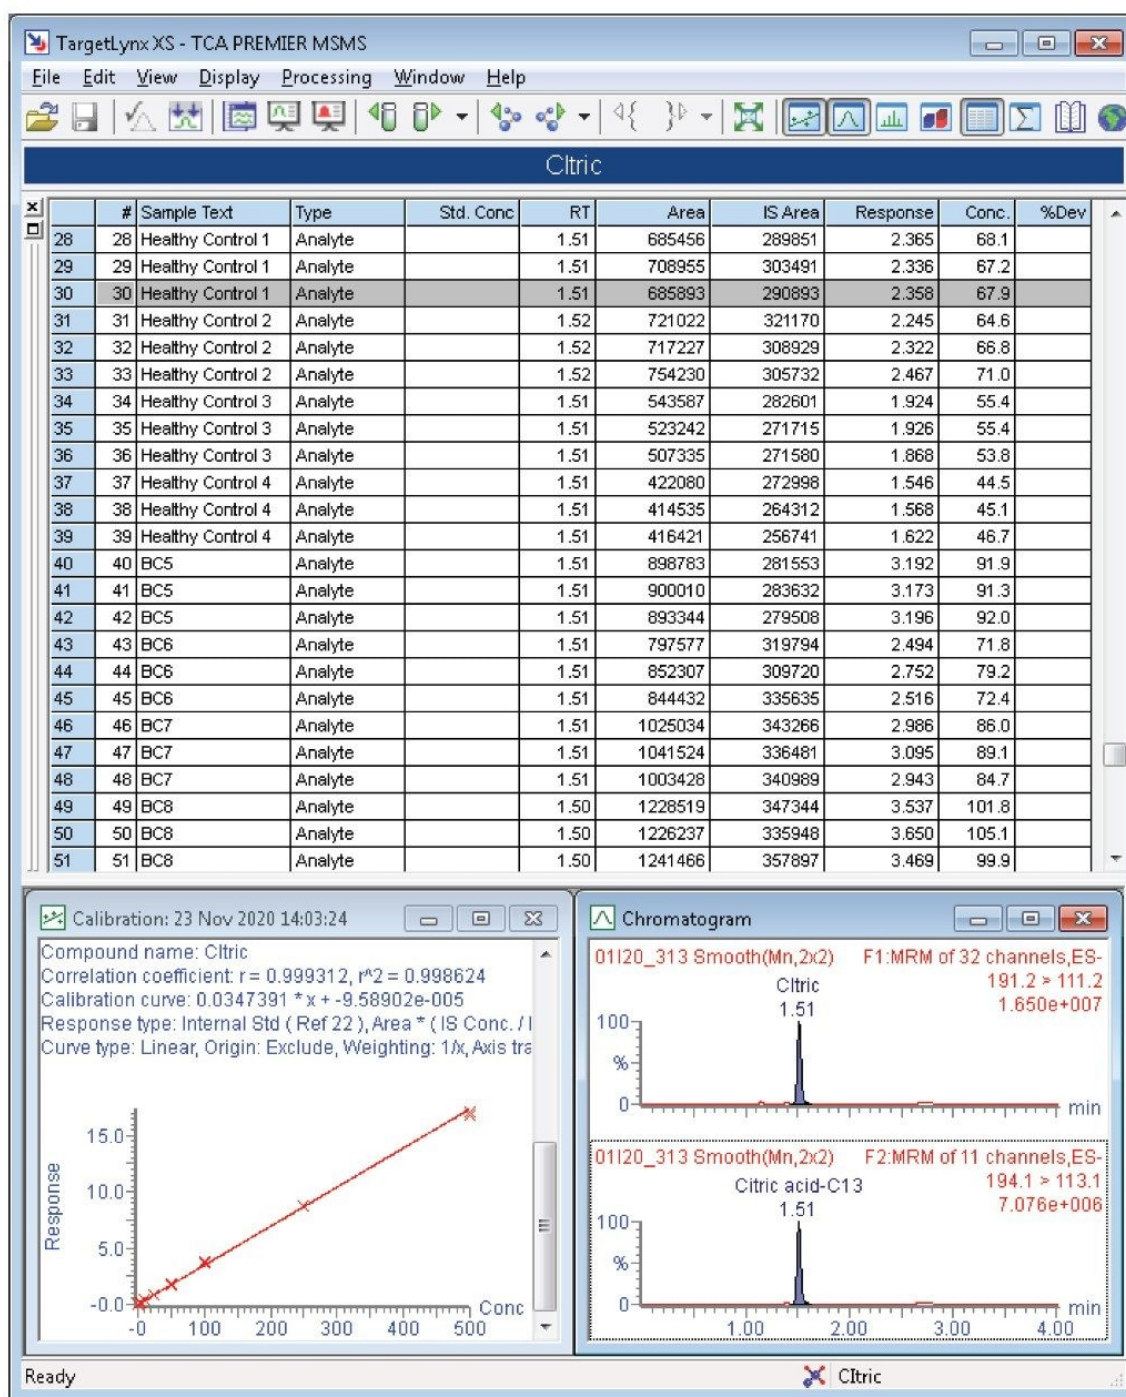 TargetLynx XS - TCA PREMIER MSMS
File Edit View Display Processing Window Help
CItric
# Sample Text Type Std. Conc RT Area IS Area Response Conc. %Dev
28 28 Healthy Control 1 Analyte 1.51 685456 289851 2.365 68.1
29 29 Healthy Control 1 Analyte 1.51 708955 303491 2.336 67.2
30 30 Healthy Control 1 Analyte 1.51 685893 290893 2.358 67.9
31 31 Healthy Control 2 Analyte 1.52 721022 321170 2.245 64.6
32 32 Healthy Control 2 Analyte 1.52 717227 308929 2.322 66.8
33 33 Healthy Control 2 Analyte 1.52 754230 305732 2.467 71.0
34 34 Healthy Control 3 Analyte 1.51 543587 282601 1.924 55.4
35 35 Healthy Control 3 Analyte 1.51 523242 271715 1.926 55.4
36 36 Healthy Control 3 Analyte 1.51 507335 271580 1.868 53.8
37 37 Healthy Control 4 Analyte 1.51 422080 272998 1.546 44.5
38 38 Healthy Control 4 Analyte 1.51 414535 264312 1.568 45.1
39 39 Healthy Control 4 Analyte 1.51 416421 256741 1.622 46.7
40 40 BC5 Analyte 1.51 898783 281553 3.192 91.9
41 41 BC5 Analyte 1.51 900010 283632 3.173 91.3
42 42 BC5 Analyte 1.51 893344 279508 3.196 92.0
43 43 BC6 Analyte 1.51 797577 319794 2.494 71.8
44 44 BC6 Analyte 1.51 852307 309720 2.752 79.2
45 45 BC6 Analyte 1.51 844432 335635 2.516 72.4
46 46 BC7 Analyte 1.51 1025034 343266 2.986 86.0
47 47 BC7 Analyte 1.51 1041524 336481 3.095 89.1
48 48 BC7 Analyte 1.51 1003428 340989 2.943 84.7
49 49 BC8 Analyte 1.50 1228519 347344 3.537 101.8
50 50 BC8 Analyte 1.50 1226237 335948 3.650 105.1
51 51 BC8 Analyte 1.50 1241466 357897 3.469 99.9
Calibration: 23 Nov 2020 14:03:24
Compound name: CItric
Correlation coefficient: r = 0.999312, r^2 = 0.998624
Calibration curve: 0.0347391 * x + -9.58902e-005
Response type: Internal Std ( Ref 22 ), Area * ( IS Conc. / I
Curve type: Linear, Origin: Exclude, Weighting: 1/x, Axis tra
Response
15.0
10.0
5.0
-0.0
Conc
-0 100 200 300 400 500
Chromatogram
01I20_313 Smooth(Mn,2x2) F1:MRM of 32 channels,ES-
CItric 191.2 > 111.2
1.51 1.650e+007
100
%
0
min
01I20_313 Smooth(Mn,2x2) F2:MRM of 11 channels,ES-
Citric acid-C13 194.1 > 113.1
1.51 7.076e+006
100
%
0
min
1.00 2.00 3.00 4.00
Ready CItric